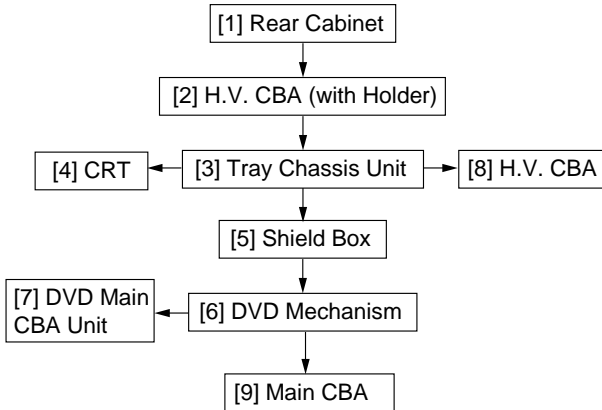 [1] Rear Cabinet
[2] H.V. CBA (with Holder)
[4] CRT
[3] Tray Chassis Unit
[8] H.V. CBA
[5] Shield Box
[7] DVD Main
CBA Unit
[6] DVD Mechanism
[9] Main CBA